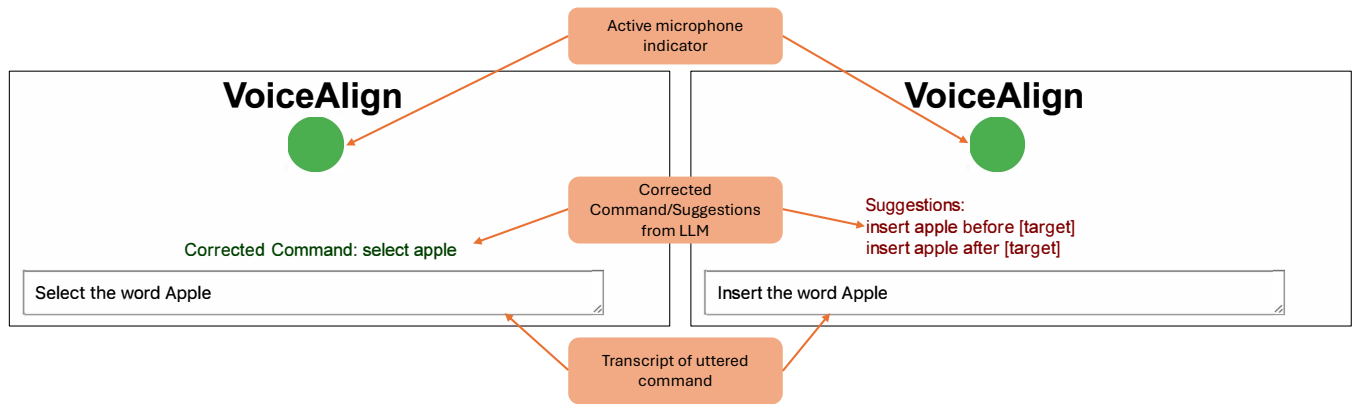 Active microphone
indicator
VoiceAlign
VoiceAlign
Corrected
Command/Suggestions
from LLM
Corrected Command: select apple
Suggestions:
insert apple before [target]
insert apple after [target]
Select the word Apple
Insert the word Apple
Transcript of uttered
command